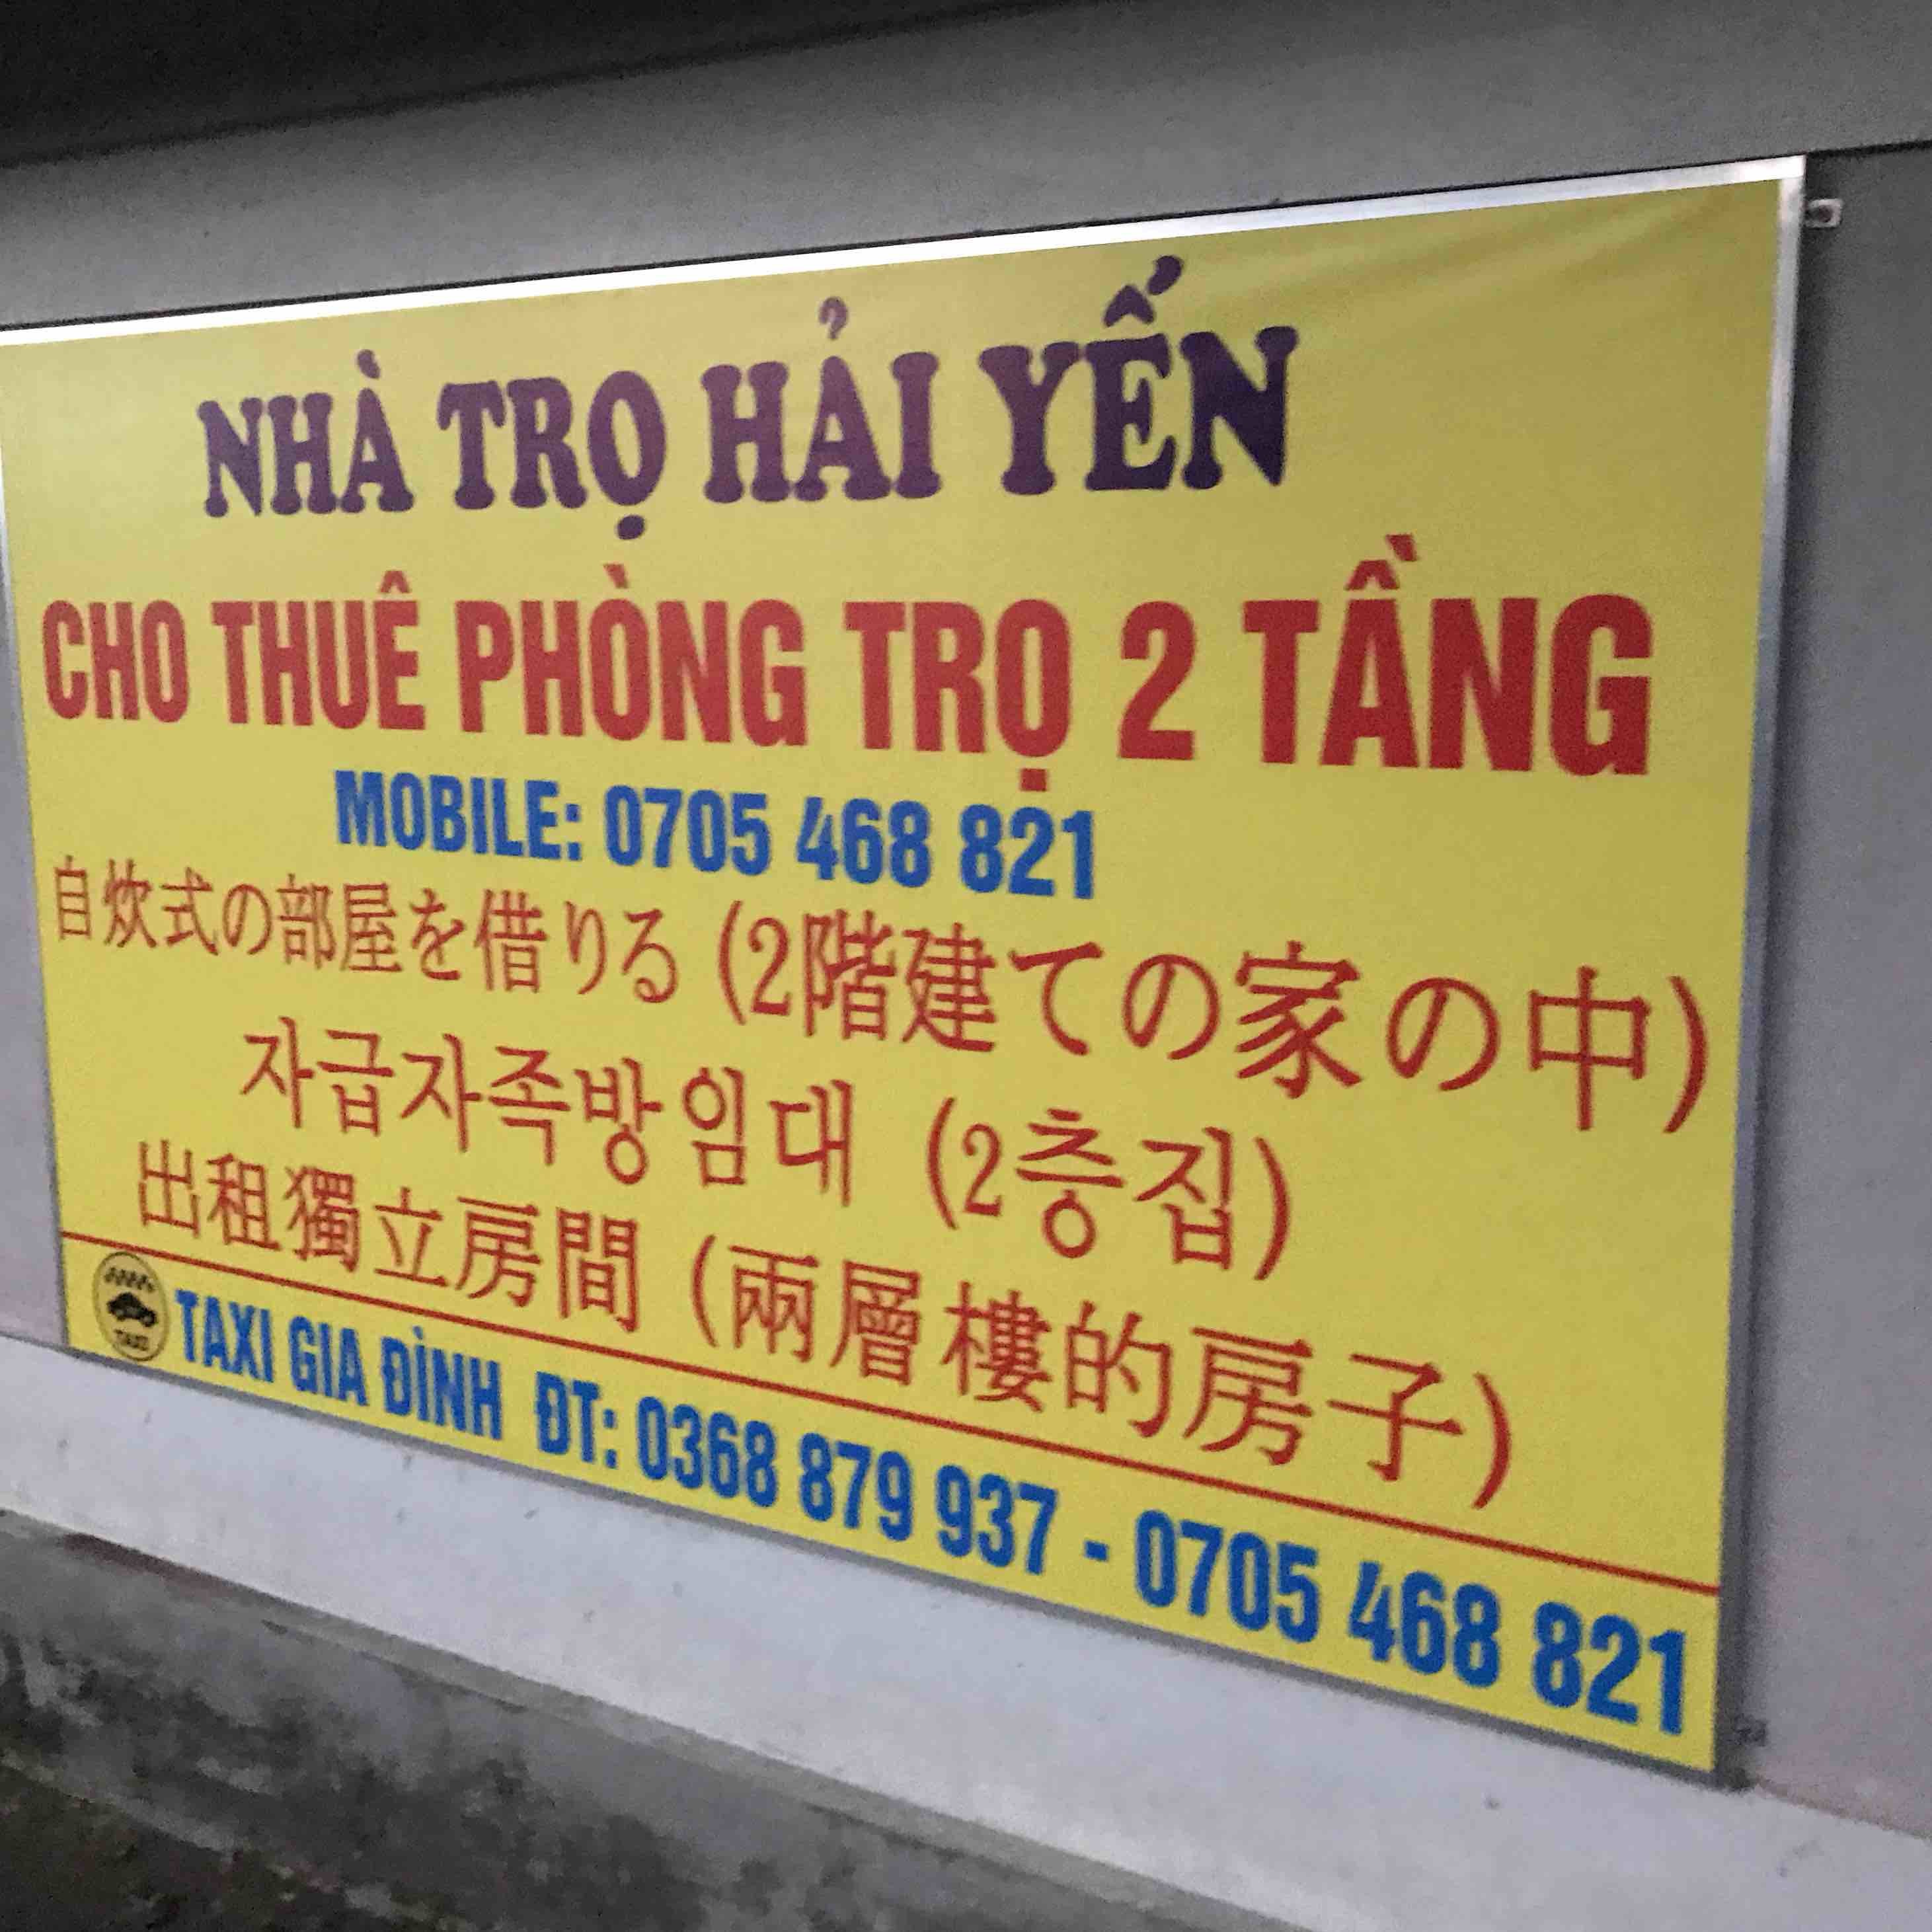 NHÀ TRỌ HẢI YẾN
CHO THUÊ PHÒNG TRỌ 2 TẦNG
MOBILE: 0705 468 821
自炊式の部屋を借りる (2階建ての家の中)
자급자족방 임대 (2층집)
出租獨立房間 (兩層樓的房子)
TAXI
TAXI GIA ĐÌNH ĐT: 0368 879 937 - 0705 468 821